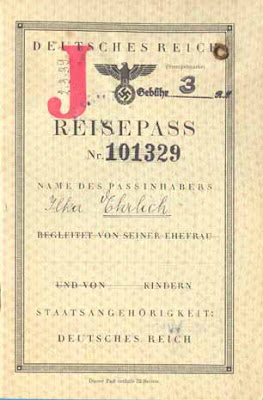 DEUTSCHES REICH
J
Gebühr 3
REISEPASS
Nr. 101329
NAME DES PASSINHABERS
Ilka Ehrlich
BEGLEITET VON SEINER EHEFRAU
UND VON KINDERN
STAATSANGEHÖRIGKEIT:
DEUTSCHES REICH
Dieser Paß enthält 32 Seiten